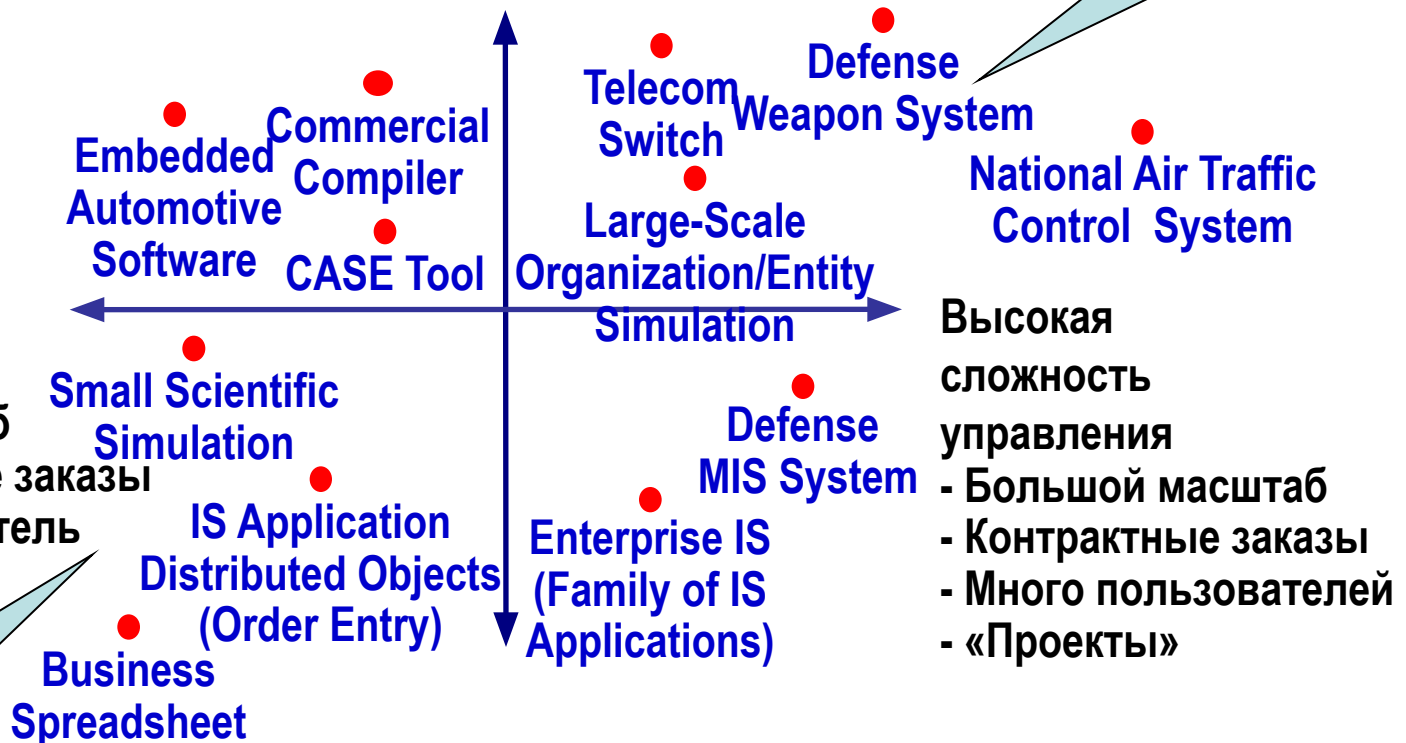 Defense
Weapon System
Telecom
Switch
Commercial
Compiler
Embedded
Automotive
Software
National Air Traffic
Control System
Large-Scale
Organization/Entity
Simulation
CASE Tool
Высокая
сложность
управления
- Большой масштаб
- Контрактные заказы
- Много пользователей
- «Проекты»
Small Scientific
Simulation
заказы
Defense
MIS System
IS Application
Distributed Objects
(Order Entry)
Enterprise IS
(Family of IS
Applications)
Business
Spreadsheet